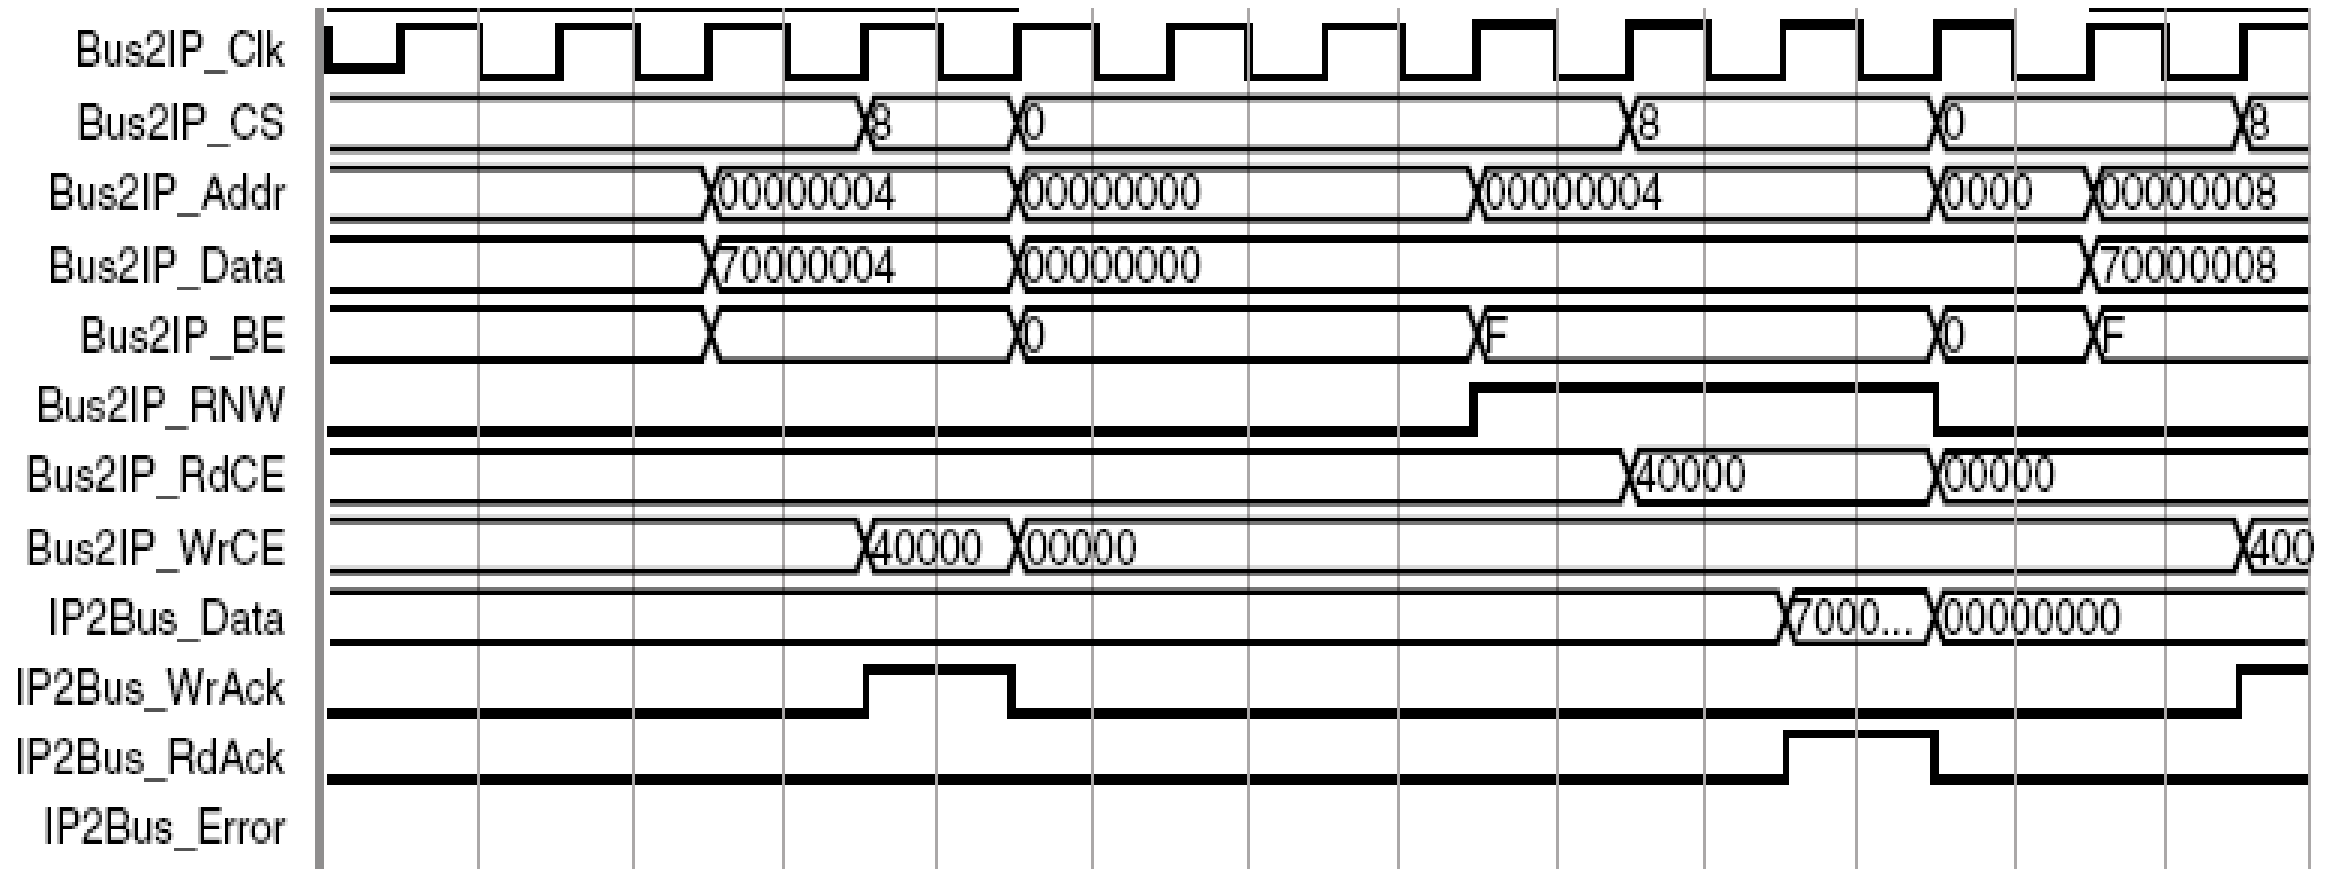 Bus2IP_Clk
Bus2IP_CS 8 0 8 0 8
Bus2IP_Addr 00000004 00000000 00000004 0000 00000008
Bus2IP_Data 70000004 00000000 70000008
Bus2IP_BE 0 F 0 F
Bus2IP_RNW
Bus2IP_RdCE 40000 00000
Bus2IP_WrCE 40000 00000 400
IP2Bus_Data 7000... 00000000
IP2Bus_WrAck
IP2Bus_RdAck
IP2Bus_Error